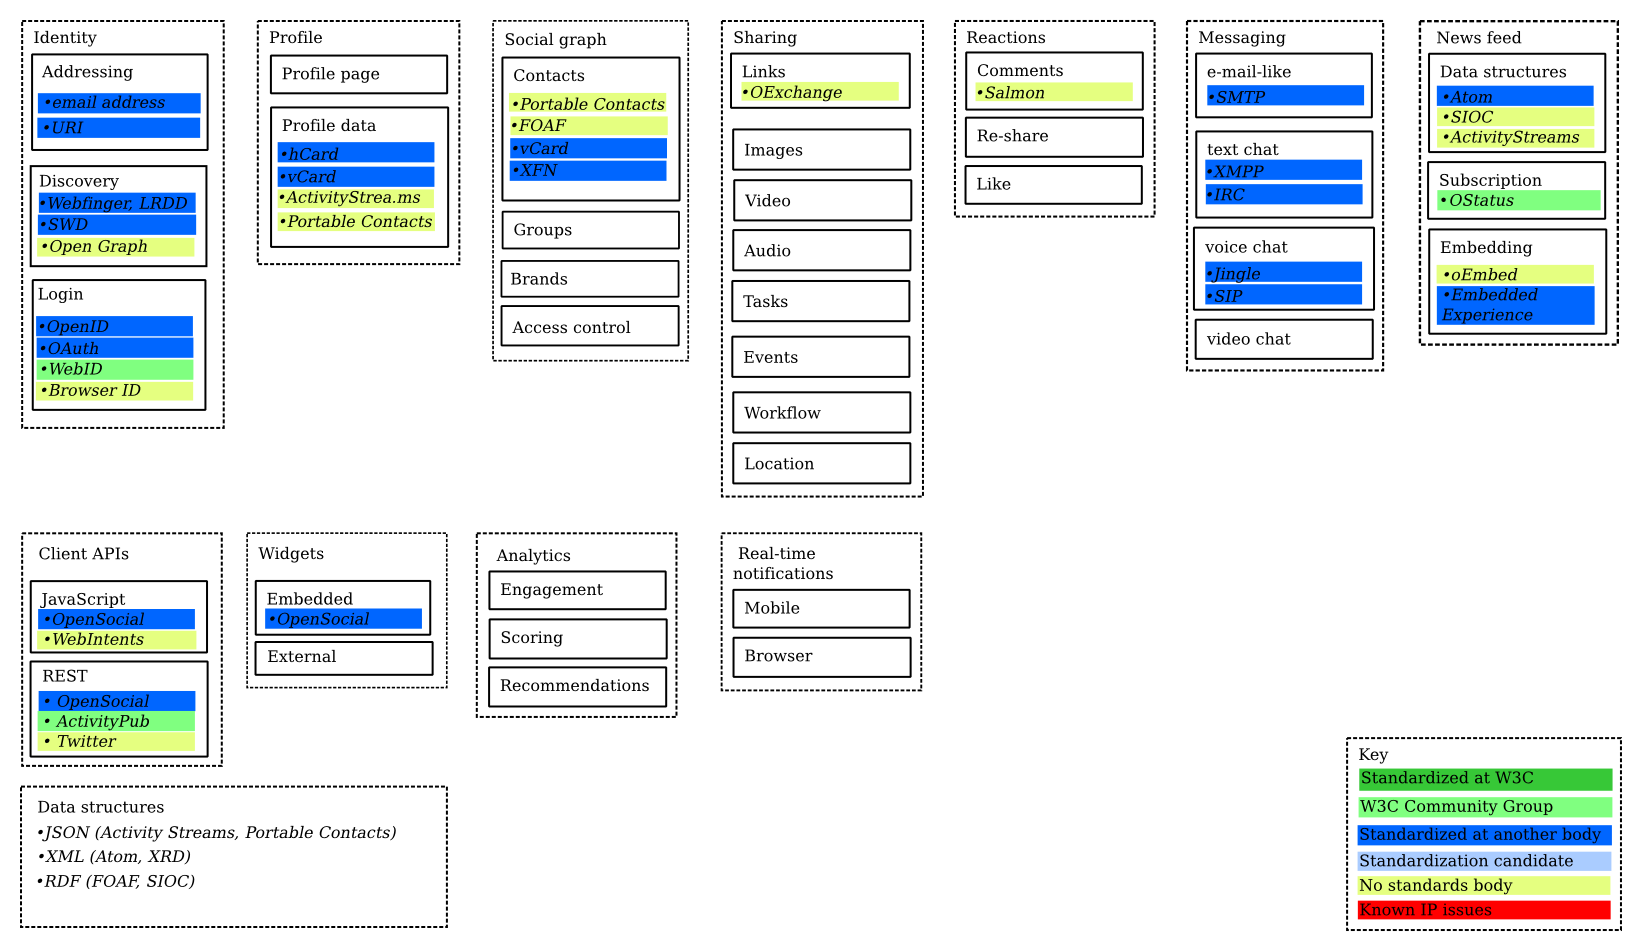 Identity
Addressing
•email address
•URI
Discovery
•Webfinger, LRDD
•SWD
•Open Graph
Login
•OpenID
•OAuth
•WebID
•Browser ID
Profile
Profile page
Profile data
•hCard
•vCard
•ActivityStrea.ms
•Portable Contacts
Social graph
Contacts
•Portable Contacts
•FOAF
•vCard
•XFN
Groups
Brands
Access control
Sharing
Links
•OExchange
Images
Video
Audio
Tasks
Events
Workflow
Location
Reactions
Comments
•Salmon
Re-share
Like
Messaging
e-mail-like
•SMTP
text chat
•XMPP
•IRC
voice chat
•Jingle
•SIP
video chat
News feed
Data structures
•Atom
•SIOC
•ActivityStreams
Subscription
•OStatus
Embedding
•oEmbed
•Embedded
Experience
Client APIs
JavaScript
•OpenSocial
•WebIntents
REST
• OpenSocial
• ActivityPub
• Twitter
Widgets
Embedded
•OpenSocial
External
Analytics
Engagement
Scoring
Recommendations
Real-time
notifications
Mobile
Browser
Data structures
•JSON (Activity Streams, Portable Contacts)
•XML (Atom, XRD)
•RDF (FOAF, SIOC)
Key
Standardized at W3C
W3C Community Group
Standardized at another body
Standardization candidate
No standards body
Known IP issues